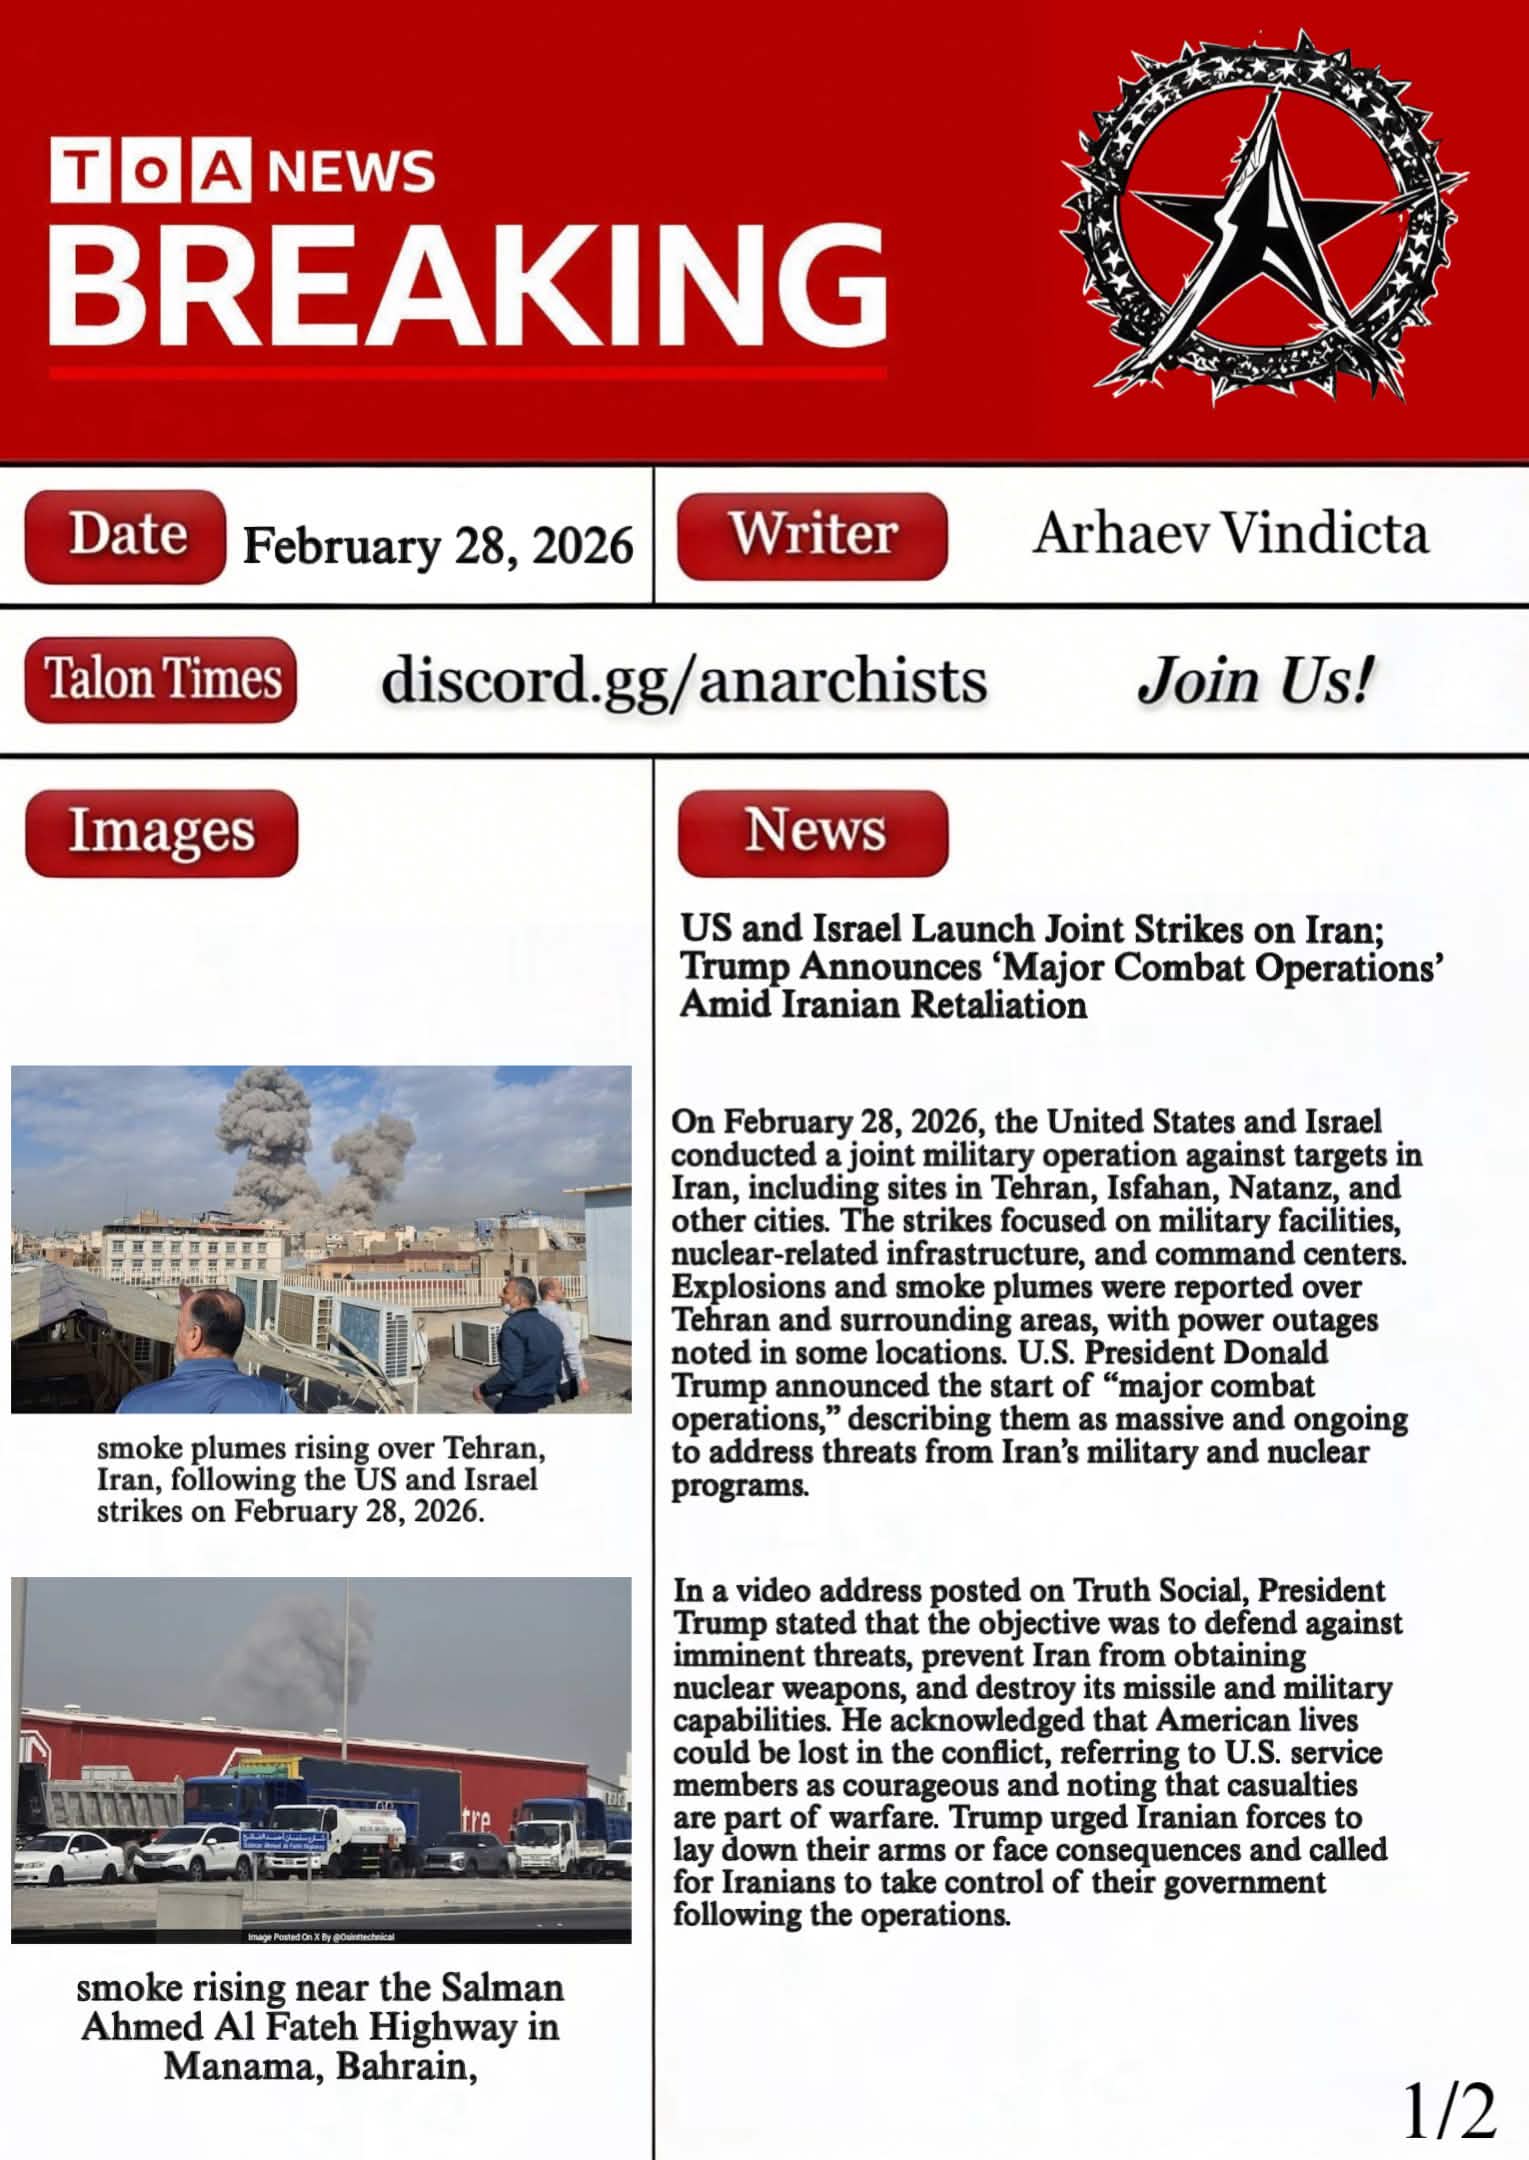 ToA NEWS
BREAKING
Date
February 28, 2026
Writer
Arhaev Vindicta
Talon Times
discord.gg/anarchists
Join Us!
Images
smoke plumes rising over Tehran,
Iran, following the US and Israel
strikes on February 28, 2026.
tre
Salman Ahmed Al Fateh Highway
Image Posted On X By @Osinttechnical
smoke rising near the Salman
Ahmed Al Fateh Highway in
Manama, Bahrain,
News
US and Israel Launch Joint Strikes on Iran;
Trump Announces ‘Major Combat Operations’
Amid Iranian Retaliation
On February 28, 2026, the United States and Israel
conducted a joint military operation against targets in
Iran, including sites in Tehran, Isfahan, Natanz, and
other cities. The strikes focused on military facilities,
nuclear-related infrastructure, and command centers.
Explosions and smoke plumes were reported over
Tehran and surrounding areas, with power outages
noted in some locations. U.S. President Donald
Trump announced the start of “major combat
operations,” describing them as massive and ongoing
to address threats from Iran’s military and nuclear
programs.
In a video address posted on Truth Social, President
Trump stated that the objective was to defend against
imminent threats, prevent Iran from obtaining
nuclear weapons, and destroy its missile and military
capabilities. He acknowledged that American lives
could be lost in the conflict, referring to U.S. service
members as courageous and noting that casualties
are part of warfare. Trump urged Iranian forces to
lay down their arms or face consequences and called
for Iranians to take control of their government
following the operations.
1/2